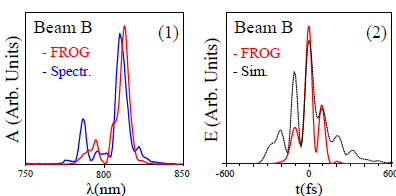 Beam B
(1)
- FROG
- Spectr.
A (Arb. Units)
750
800
850
λ(nm)
Beam B
(2)
- FROG
- Sim.
E (Arb. Units)
-600
0
600
t(fs)